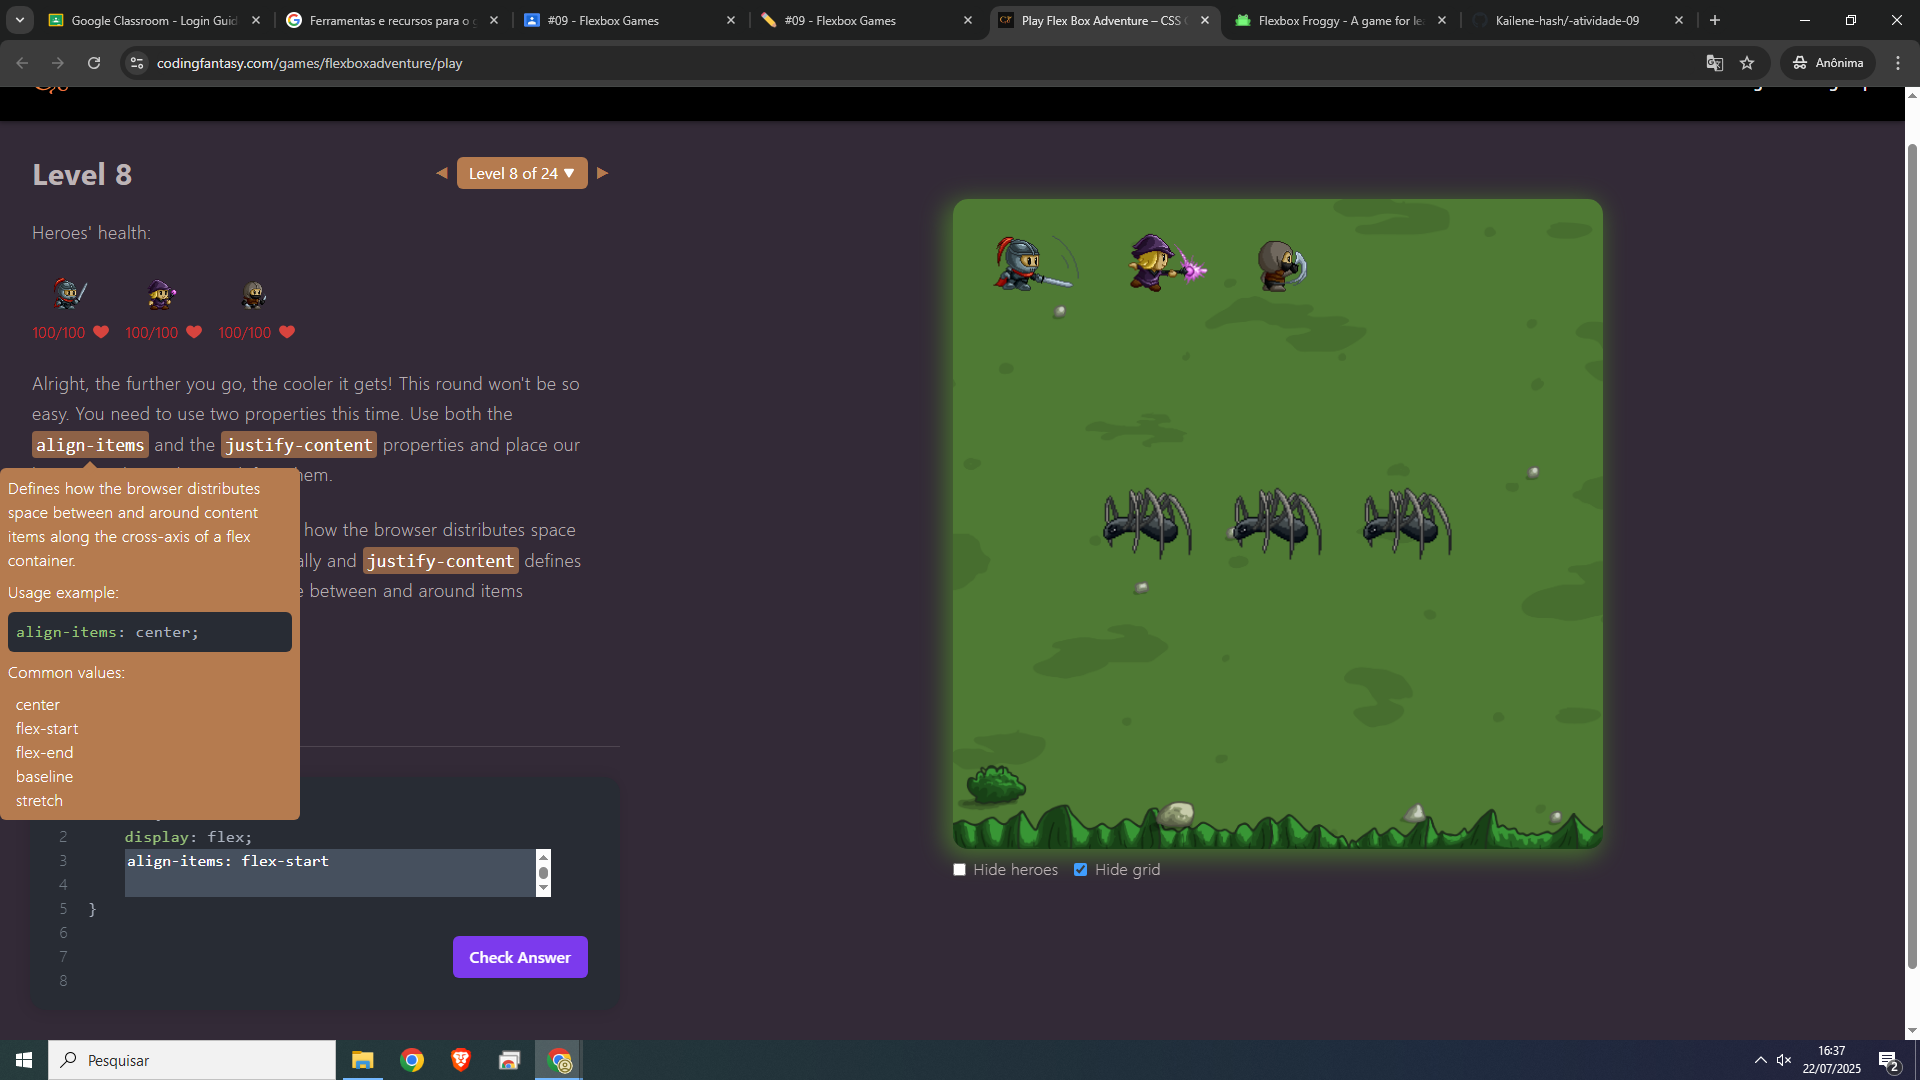 Google Classroom - Login Guid
Ferramentas e recursos para o g
#09 - Flexbox Games
#09 - Flexbox Games
Play Flex Box Adventure – CSS G
Flexbox Froggy - A game for le
Kailene-hash/-atividade-09
codingfantasy.com/games/flexboxadventure/play
Anônima
Level 8
Level 8 of 24 ▼
Heroes' health:
100/100
100/100
100/100
Alright, the further you go, the cooler it gets! This round won't be so
easy. You need to use two properties this time. Use both the
align-items and the justify-content properties and place our
hem.
how the browser distributes space
ally and justify-content defines
between and around items
Defines how the browser distributes
space between and around content
items along the cross-axis of a flex
container.
Usage example:
align-items: center;
Common values:
center
flex-start
flex-end
baseline
stretch
2 display: flex;
3 align-items: flex-start
4
5 }
6
7
8
Check Answer
Hide heroes
Hide grid
Pesquisar
16:37
22/07/2025
2